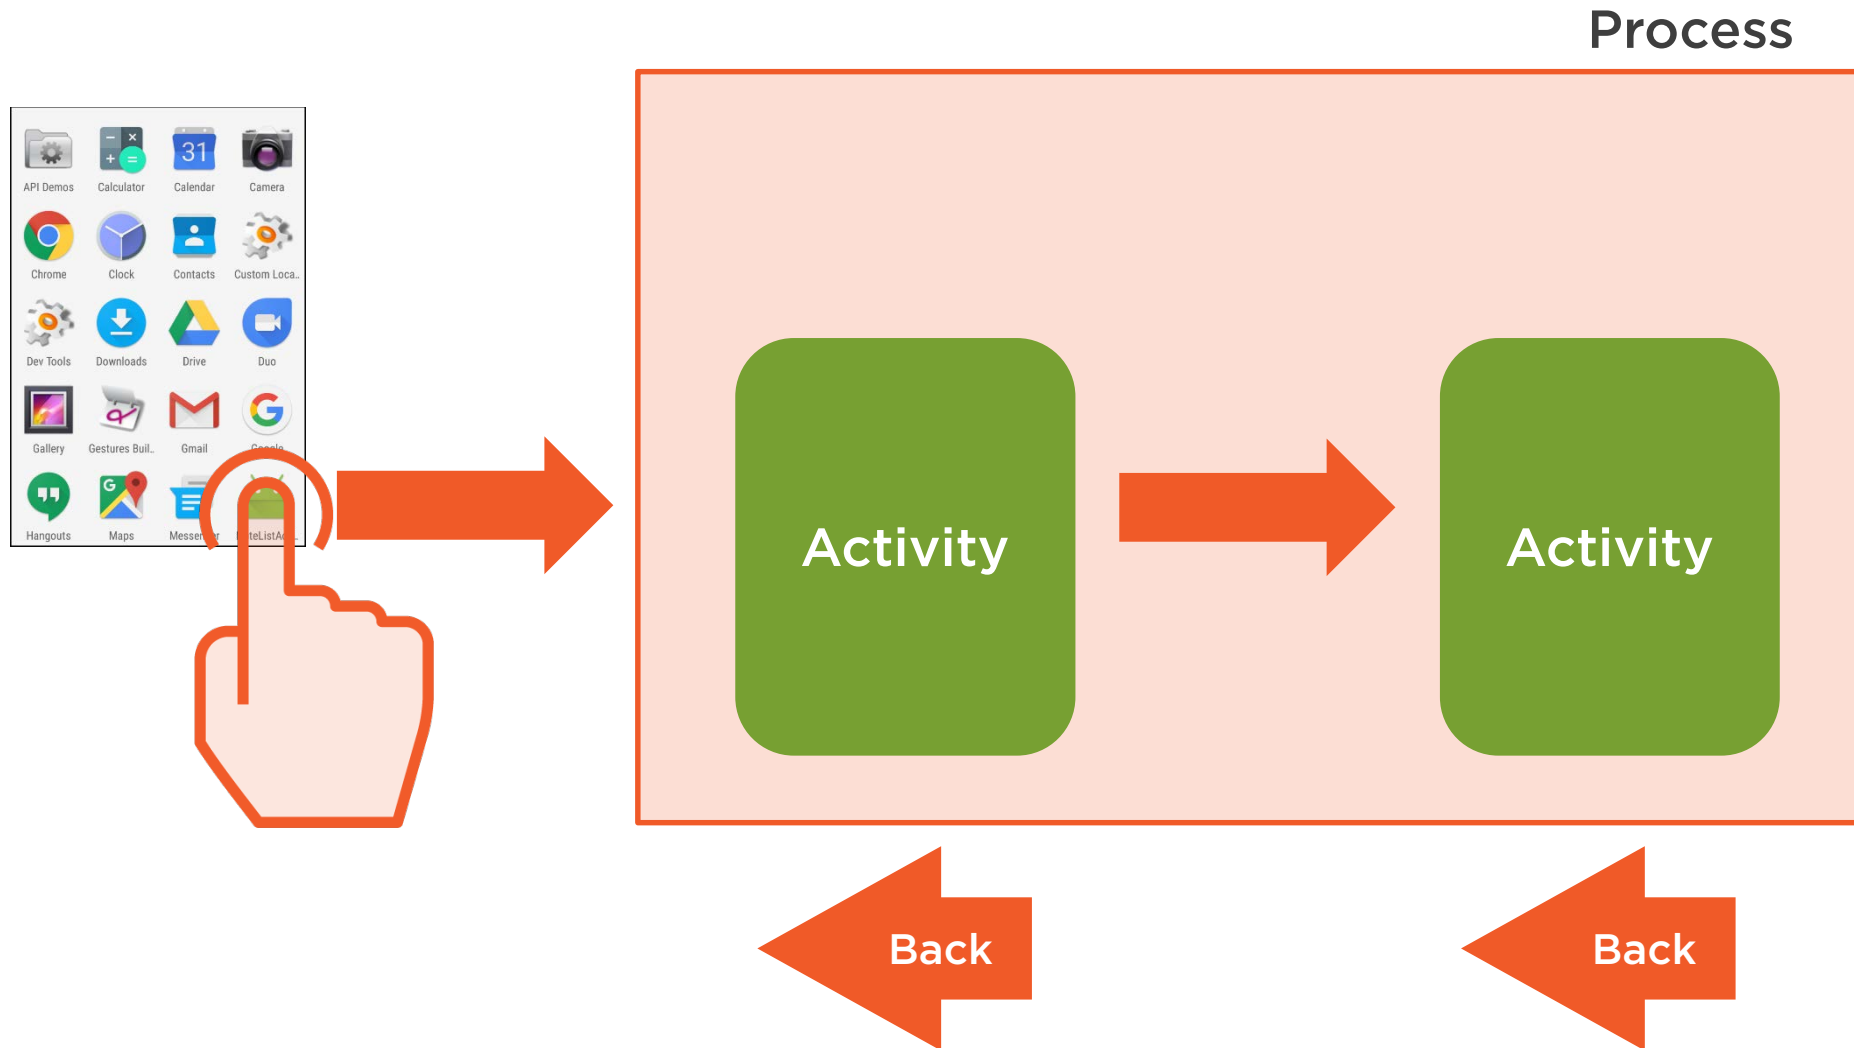 Process
31
API Demos Calculator Calendar Camera
Chrome Clock Contacts Custom Loca..
Dev Tools Downloads Drive Duo
G
Gallery Gestures Buil.. Gmail
G
Hangouts Maps
Activity
Activity
Back
Back